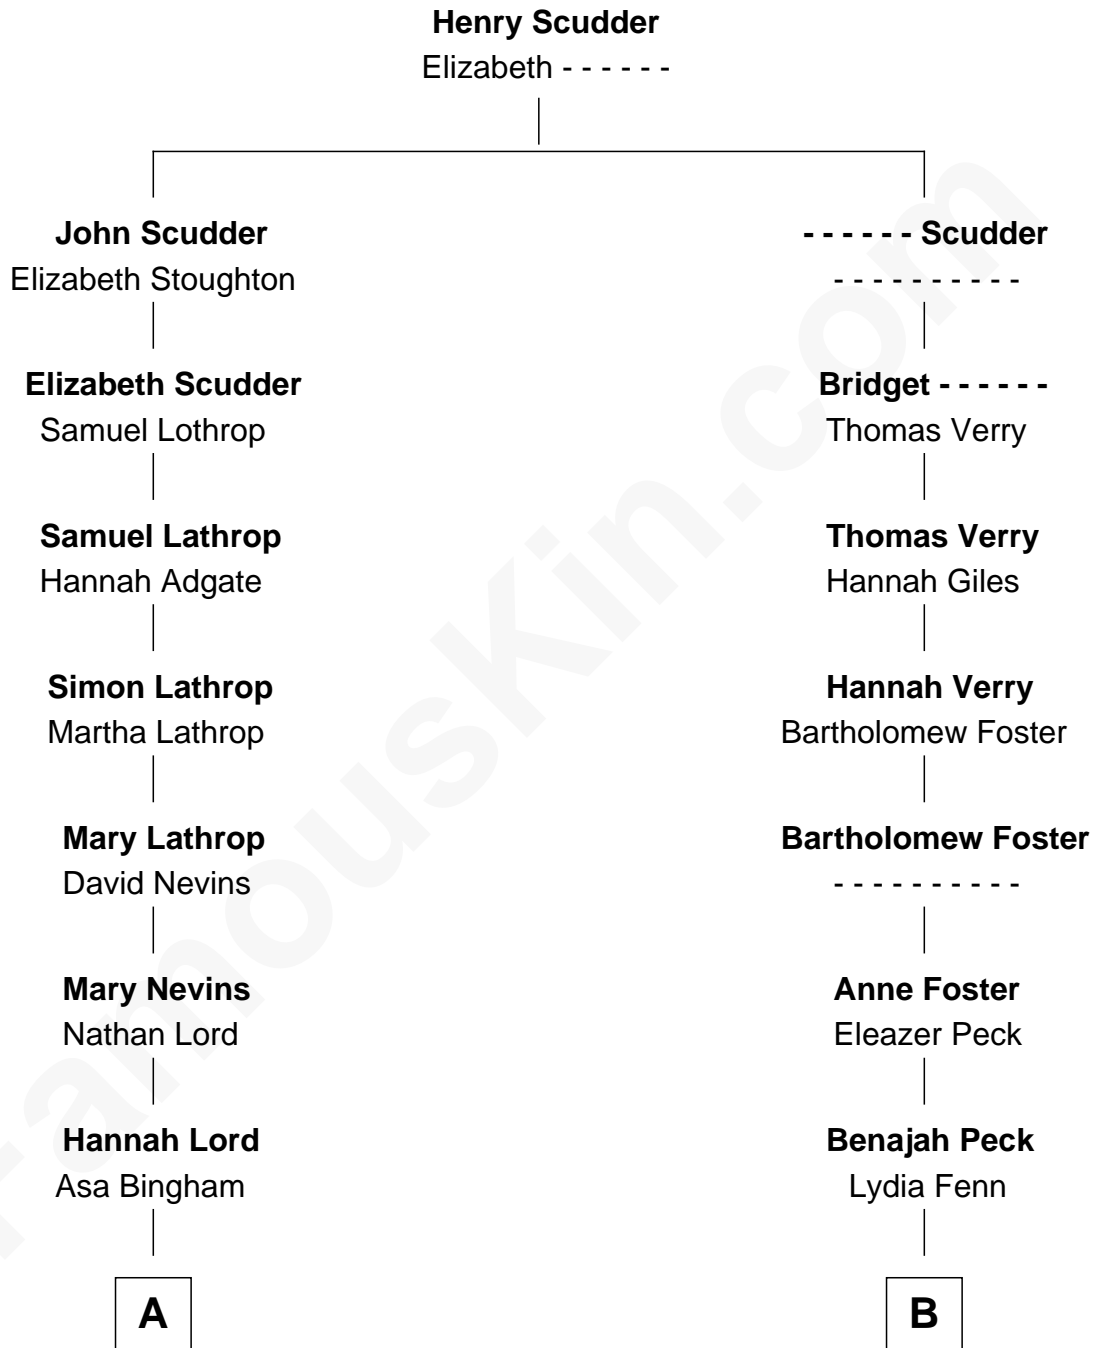 Henry Scudder
Elizabeth - - - - - -
John Scudder
Elizabeth Stoughton
- - - - - - Scudder
- - - - - - - - - -
Elizabeth Scudder
Samuel Lothrop
Bridget - - - - - -
Thomas Verry
Samuel Lathrop
Hannah Adgate
Thomas Verry
Hannah Giles
Simon Lathrop
Martha Lathrop
Hannah Verry
Bartholomew Foster
Mary Lathrop
David Nevins
Bartholomew Foster
- - - - - - - - - -
Mary Nevins
Nathan Lord
Anne Foster
Eleazer Peck
Hannah Lord
Asa Bingham
Benajah Peck
Lydia Fenn
A
B
FamousKin.com